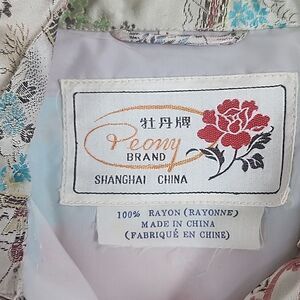 牡丹牌
Peony
BRAND
SHANGHAI CHINA
100% RAYON (RAYONNE)
MADE IN CHINA
(FABRIQUÉ EN CHINE)